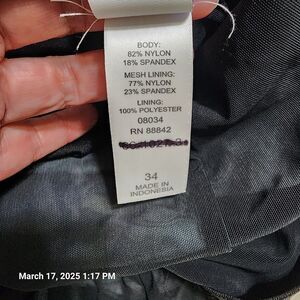 BODY:
82% NYLON
18% SPANDEX
MESH LINING:
77% NYLON
23% SPANDEX
LINING:
100% POLYESTER
08034
RN 88842
34
MADE IN
INDONESIA
March 17, 2025 1:17 PM